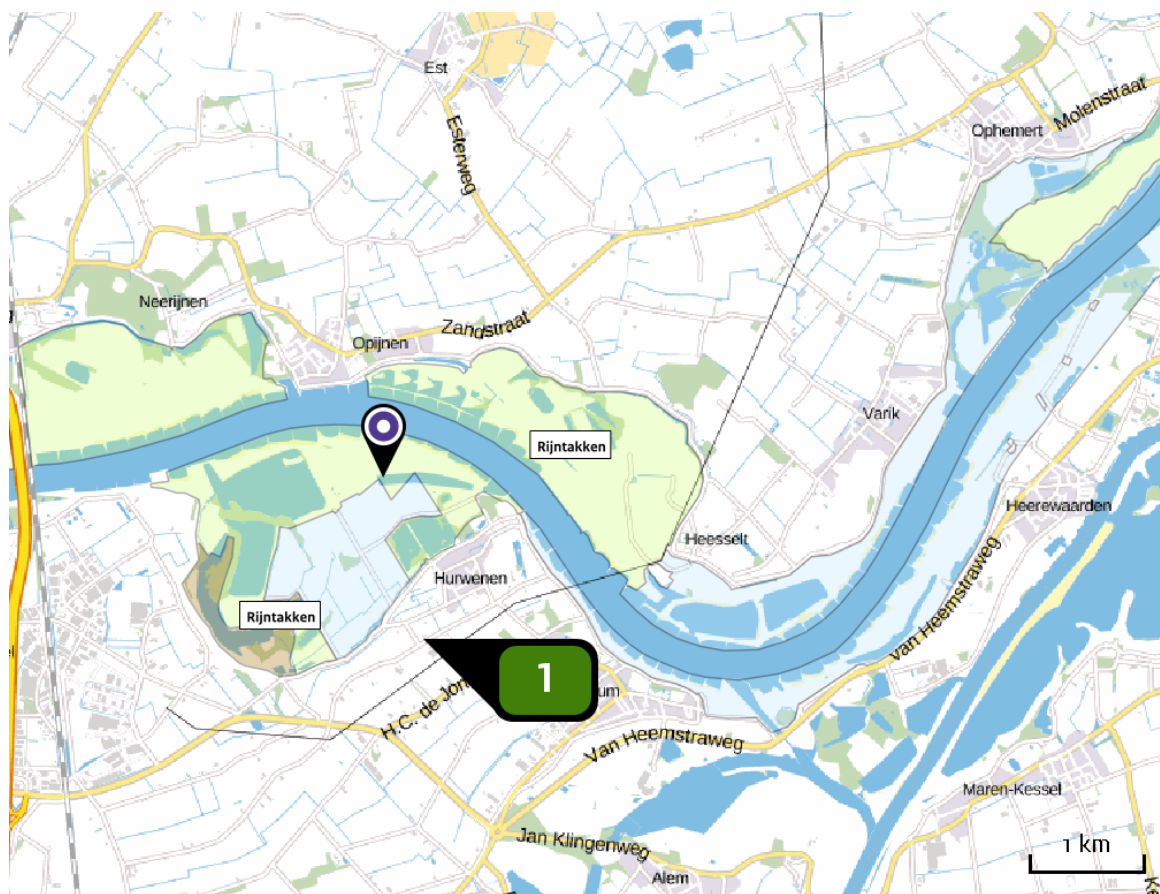 Est
Esterweg
Ophemert
Molenstraat
Neerijnen
Opijnen
Zandstraat
Rijntakken
Varik
Heerewaarden
Heesselt
Hurwenen
Rijntakken
1
van Heemstraweg
H.C. de Jon
um
Van Heemstraweg
Maren-Kessel
Jan Klingenweg
Alem
1 km